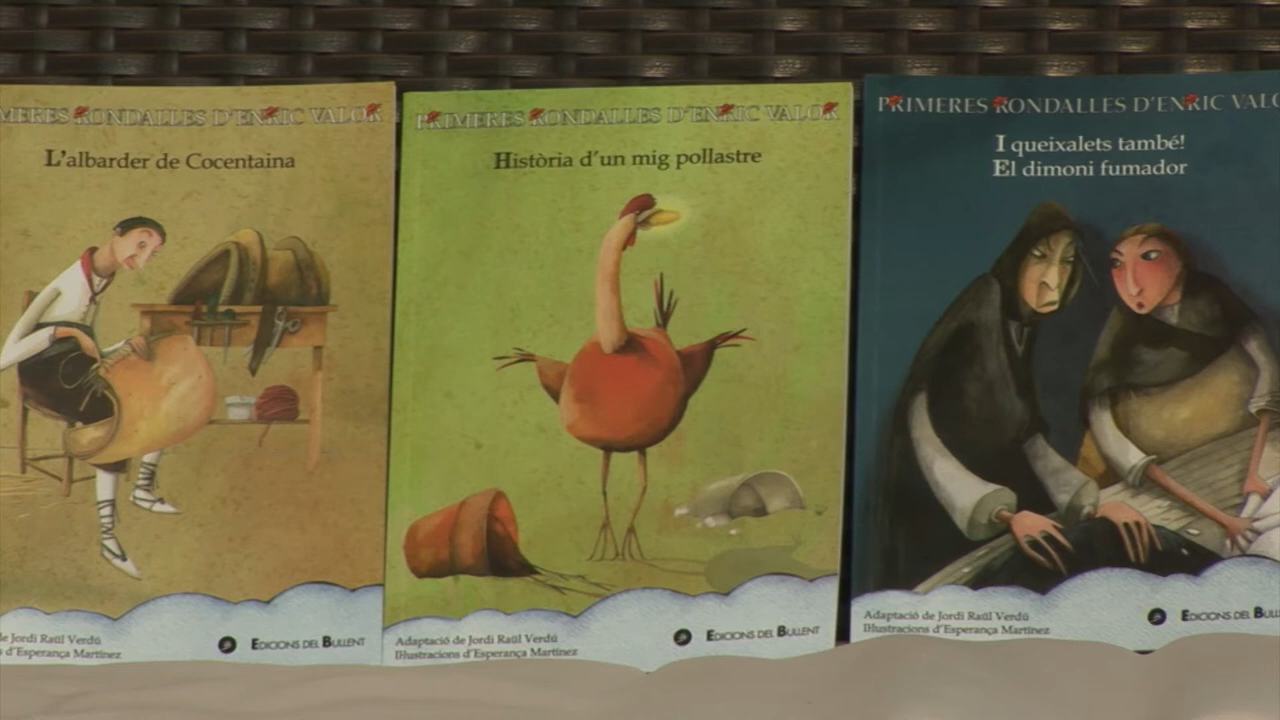 MERES RONDALLES D'ENRIC VALOR
L'albarder de Cocentaina
de Jordi Raül Verdú
s d'Esperança Martínez
EDICIONS DEL BULLENT
PRIMERES RONDALLES D'ENRIC VALOR
Història d'un mig pollastre
Adaptació de Jordi Raül Verdú
Il·lustracions d'Esperança Martínez
EDICIONS DEL BULLENT
PRIMERES RONDALLES D'ENRIC VALO
I queixalets també!
El dimoni fumador
Adaptació de Jordi Raül Verdú
Il·lustracions d'Esperança Martínez
EDICIONS DEL BUL